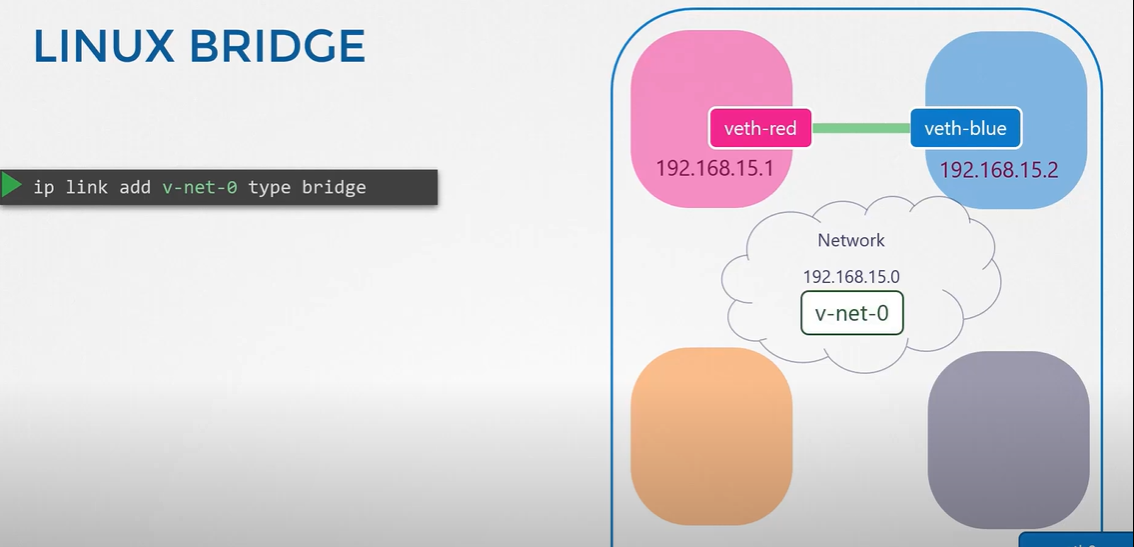 LINUX BRIDGE
ip link add v-net-0 type bridge
veth-red
veth-blue
192.168.15.1
192.168.15.2
Network
192.168.15.0
v-net-0